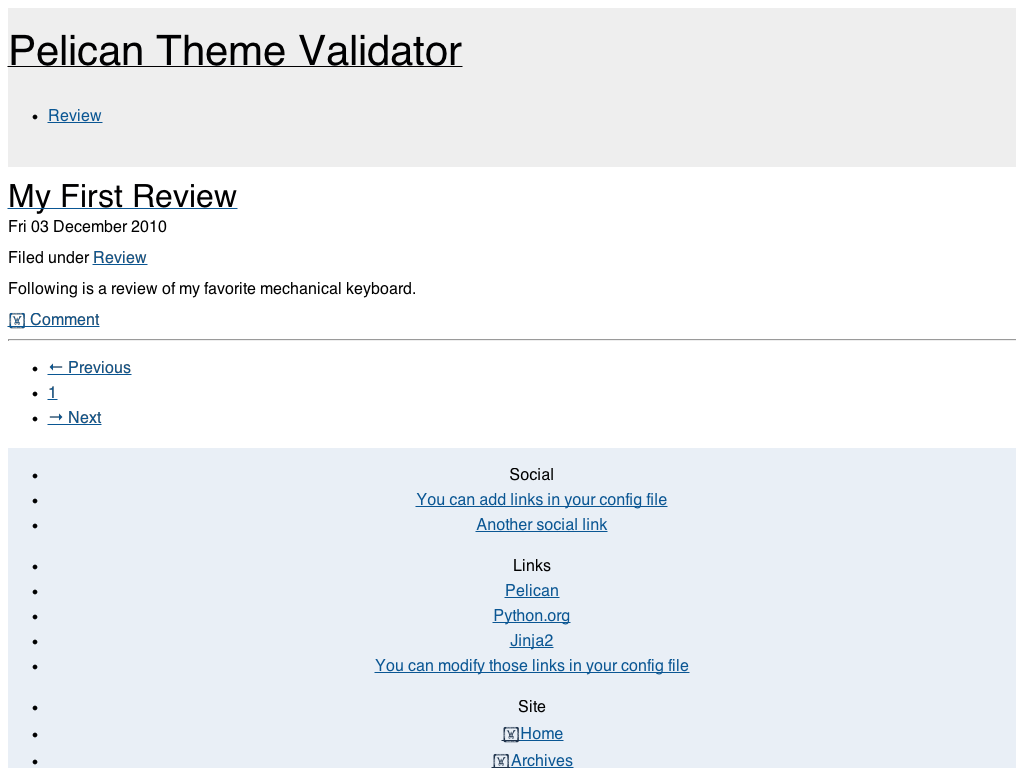 Pelican Theme Validator
Review
My First Review
Fri 03 December 2010
Filed under Review
Following is a review of my favorite mechanical keyboard.
Comment
← Previous
1
→ Next
Social
You can add links in your config file
Another social link
Links
Pelican
Python.org
Jinja2
You can modify those links in your config file
Site
Home
Archives